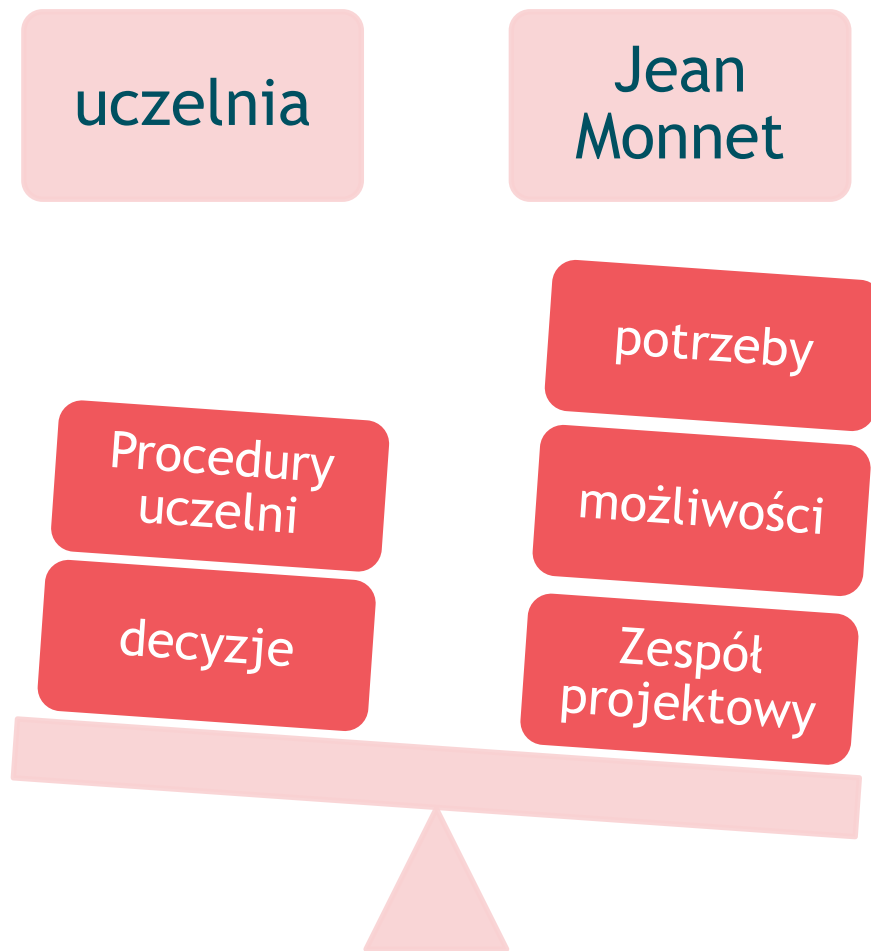 uczelnia
Jean
Monnet
potrzeby
Procedury
uczelni
możliwości
decyzje
Zespół
projektowy